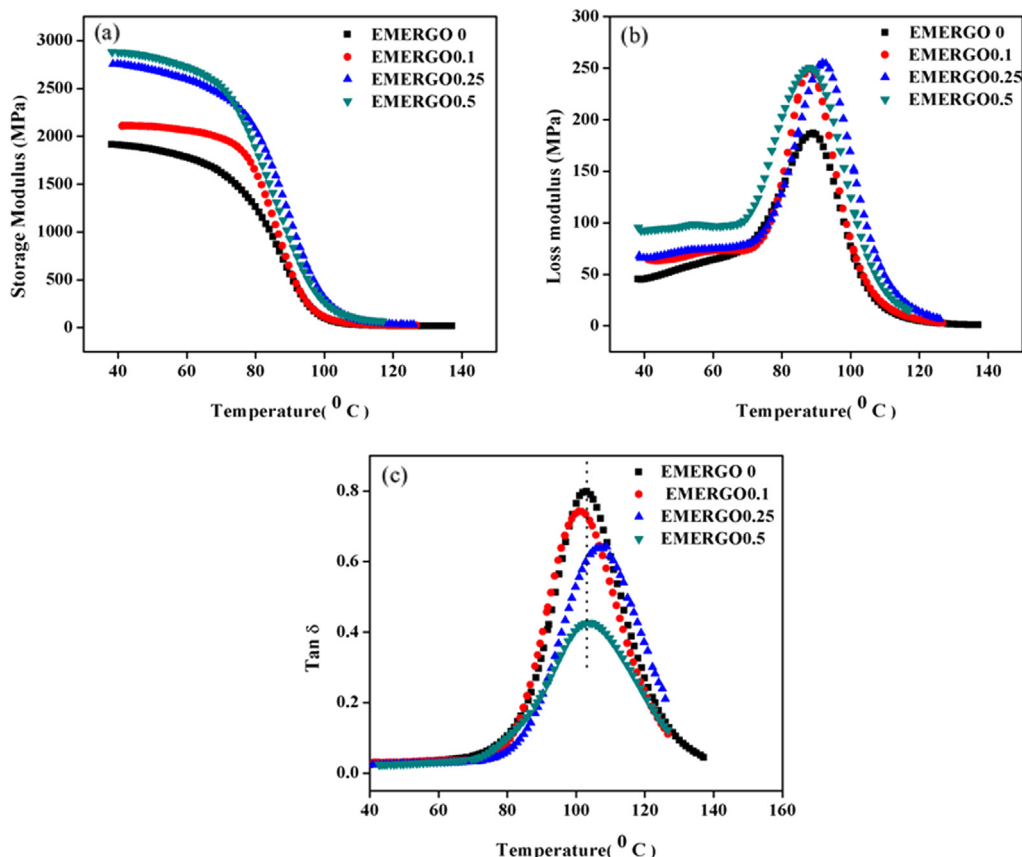 (a)
EMERGO 0
EMERGO0.1
EMERGO0.25
EMERGO0.5
3000
2500
2000
1500
1000
500
0
Storage Modulus (MPa)
40 60 80 100 120 140
Temperature( 0 C )
(b)
EMERGO 0
EMERGO0.1
EMERGO0.25
EMERGO0.5
300
250
200
150
100
50
0
Loss modulus (MPa)
40 60 80 100 120 140
Temperature( 0 C )
(c)
EMERGO 0
EMERGO0.1
EMERGO0.25
EMERGO0.5
0.8
0.6
0.4
0.2
0.0
Tan δ
40 60 80 100 120 140 160
Temperature( 0 C )